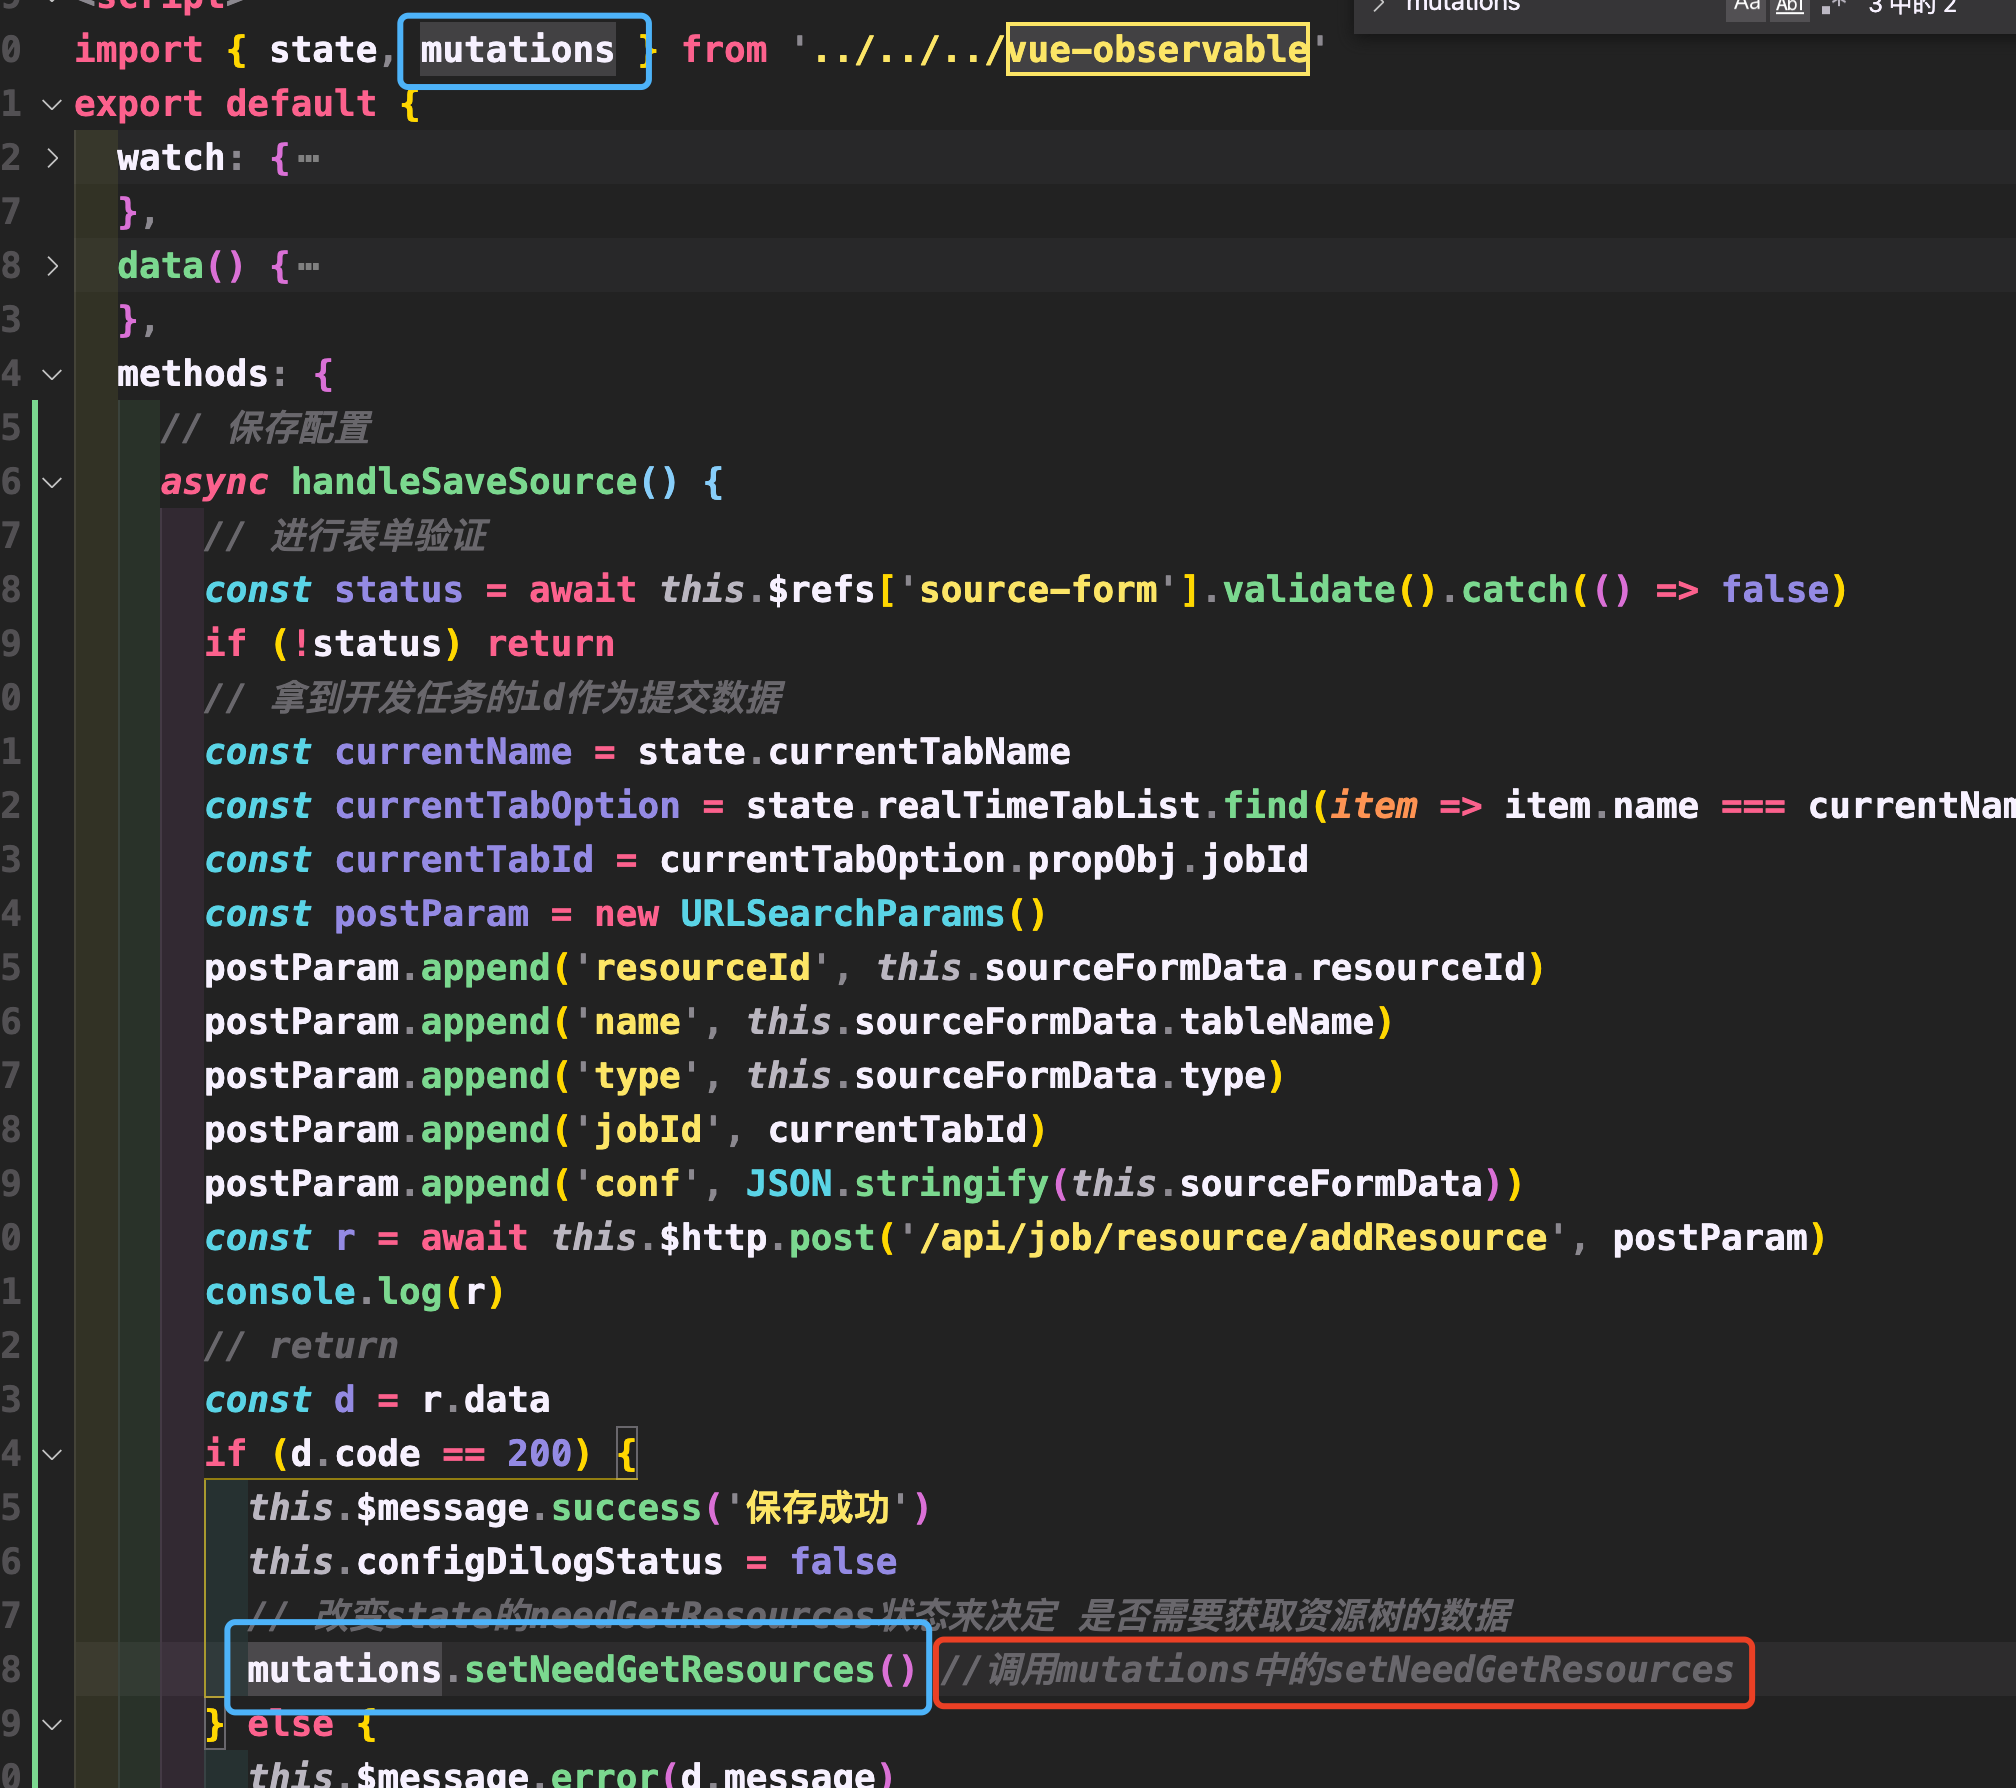 <script>
mutations Aa Abl .* 3 中的 2
0 import { state, mutations } from '../../../vue-observable'
1 export default {
2 watch: {⋯
7 },
8 data() {⋯
3 },
4 methods: {
5 // 保存配置
6 async handleSaveSource() {
7 // 进行表单验证
8 const status = await this.$refs['source-form'].validate().catch(() => false)
9 if (!status) return
0 // 拿到开发任务的id作为提交数据
1 const currentName = state.currentTabName
2 const currentTabOption = state.realTimeTabList.find(item => item.name === currentNam
3 const currentTabId = currentTabOption.propObj.jobId
4 const postParam = new URLSearchParams()
5 postParam.append('resourceId', this.sourceFormData.resourceId)
6 postParam.append('name', this.sourceFormData.tableName)
7 postParam.append('type', this.sourceFormData.type)
8 postParam.append('jobId', currentTabId)
9 postParam.append('conf', JSON.stringify(this.sourceFormData))
0 const r = await this.$http.post('/api/job/resource/addResource', postParam)
1 console.log(r)
2 // return
3 const d = r.data
4 if (d.code == 200) {
5 this.$message.success('保存成功')
6 this.configDilogStatus = false
7 // 改变state的needGetResources状态来决定 是否需要获取资源树的数据
8 mutations.setNeedGetResources() //调用mutations中的setNeedGetResources
9 } else {
0 this.$message.error(d.message)